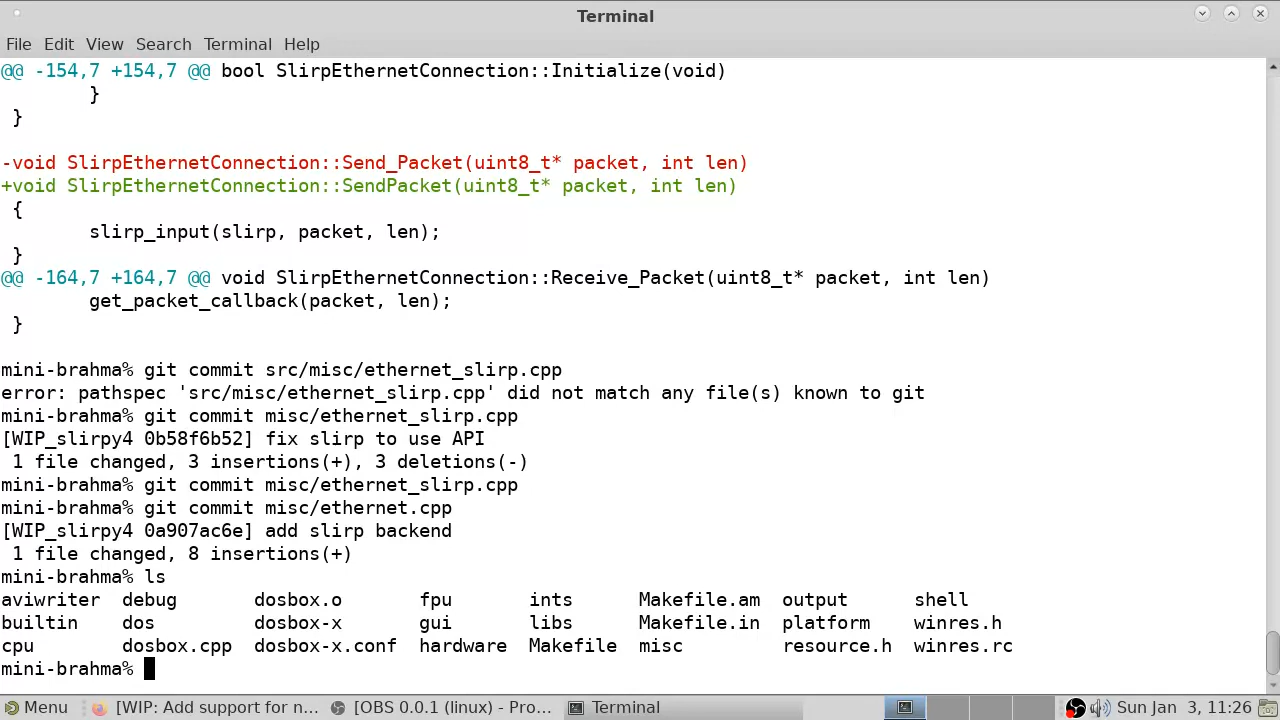 Terminal
File Edit View Search Terminal Help
@@ -154,7 +154,7 @@ bool SlirpEthernetConnection::Initialize(void)
        }
 }
-void SlirpEthernetConnection::Send_Packet(uint8_t* packet, int len)
+void SlirpEthernetConnection::SendPacket(uint8_t* packet, int len)
 {
        slirp_input(slirp, packet, len);
 }
@@ -164,7 +164,7 @@ void SlirpEthernetConnection::Receive_Packet(uint8_t* packet, int len)
        get_packet_callback(packet, len);
 }
mini-brahma% git commit src/misc/ethernet_slirp.cpp
error: pathspec 'src/misc/ethernet_slirp.cpp' did not match any file(s) known to git
mini-brahma% git commit misc/ethernet_slirp.cpp
[WIP_slirpy4 0b58f6b52] fix slirp to use API
 1 file changed, 3 insertions(+), 3 deletions(-)
mini-brahma% git commit misc/ethernet_slirp.cpp
mini-brahma% git commit misc/ethernet.cpp
[WIP_slirpy4 0a907ac6e] add slirp backend
 1 file changed, 8 insertions(+)
mini-brahma% ls
aviwriter  debug       dosbox.o       fpu       ints      Makefile.am  output      shell
builtin    dos         dosbox-x       gui       libs      Makefile.in  platform    winres.h
cpu        dosbox.cpp  dosbox-x.conf  hardware  Makefile  misc         resource.h  winres.rc
mini-brahma%
Menu [WIP: Add support for n... [OBS 0.0.1 (linux) - Pro... Terminal Sun Jan  3, 11:26